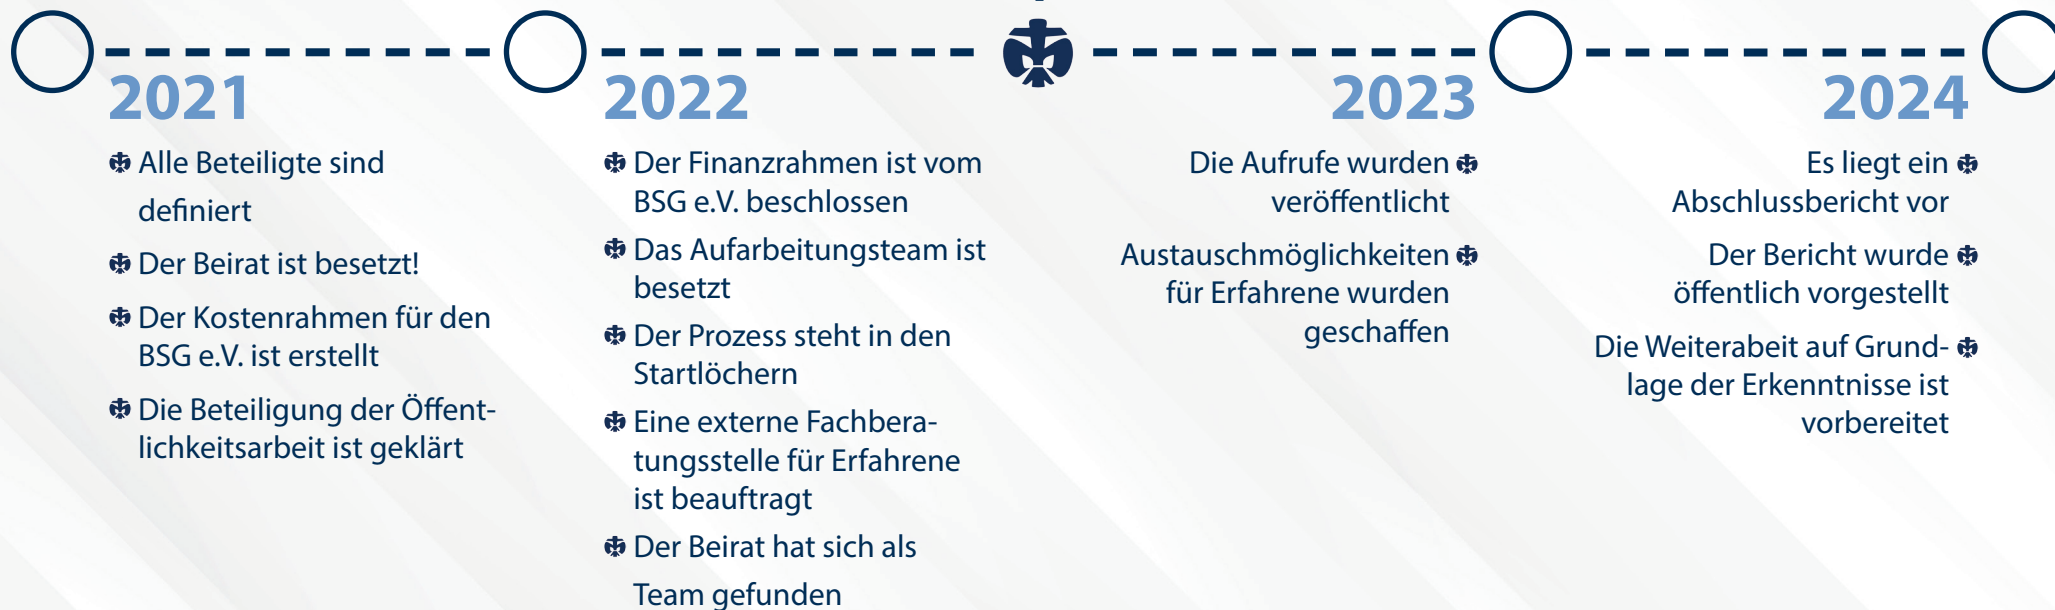 2021
Alle Beteiligte sind
definiert
Der Beirat ist besetzt!
Der Kostenrahmen für den
BSG e.V. ist erstellt
Die Beteiligung der Öffent-
lichkeitsarbeit ist geklärt
2022
Der Finanzrahmen ist vom
BSG e.V. beschlossen
Das Aufarbeitungsteam ist
besetzt
Der Prozess steht in den
Startlöchern
Eine externe Fachbera-
tungsstelle für Erfahrene
ist beauftragt
Der Beirat hat sich als
Team gefunden
2023
Die Aufrufe wurden
veröffentlicht
Austauschmöglichkeiten
für Erfahrene wurden
geschaffen
2024
Es liegt ein
Abschlussbericht vor
Der Bericht wurde
öffentlich vorgestellt
Die Weiterabeit auf Grund-
lage der Erkenntnisse ist
vorbereitet